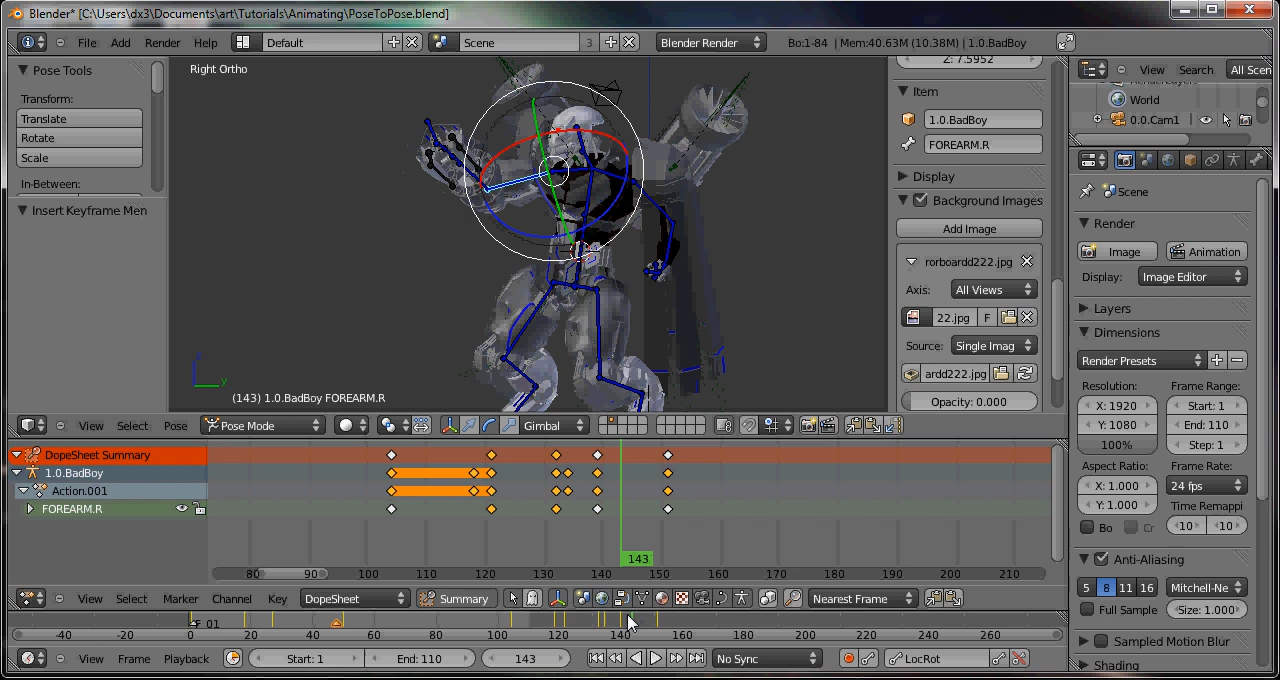 Blender* [C:\Users\dx3\Documents\art\Tutorials\Animating\PoseToPose.blend]
File Add Render Help Default Scene 3 Blender Render Bo:1-84 | Mem:40.63M (10.38M) | 1.0.BadBoy
View Search All Scen
Pose Tools
Transform:
Translate
Rotate
Scale
In-Between:
Insert Keyframe Men
Right Ortho
z
y
(143) 1.0.BadBoy FOREARM.R
Z: 7.5952
Item
1.0.BadBoy
FOREARM.R
Display
Background Images
Add Image
rorboardd222.jpg
Axis: All Views
22.jpg F
Source: Single Imag
ardd222.jpg
Opacity: 0.000
World
0.0.Cam1
Scene
Render
Image Animation
Display: Image Editor
Layers
Dimensions
Render Presets
Resolution: Frame Range:
X: 1920 Start: 1
Y: 1080 End: 110
100% Step: 1
Aspect Ratio: Frame Rate:
X: 1.000 24 fps
Y: 1.000 Time Remappi
Bo Cr 10 10
Anti-Aliasing
5 8 11 16 Mitchell-Ne
Full Sample Size: 1.000
Sampled Motion Blur
Shading
View Select Pose Pose Mode Gimbal
DopeSheet Summary
1.0.BadBoy
Action.001
FOREARM.R
143
80 90 100 110 120 130 140 150 160 170 180 190 200 210
View Select Marker Channel Key DopeSheet Summary Nearest Frame
F_01
-40 -20 0 20 40 60 80 100 120 140 160 180 200 220 240 260
View Frame Playback Start: 1 End: 110 143 No Sync LocRot